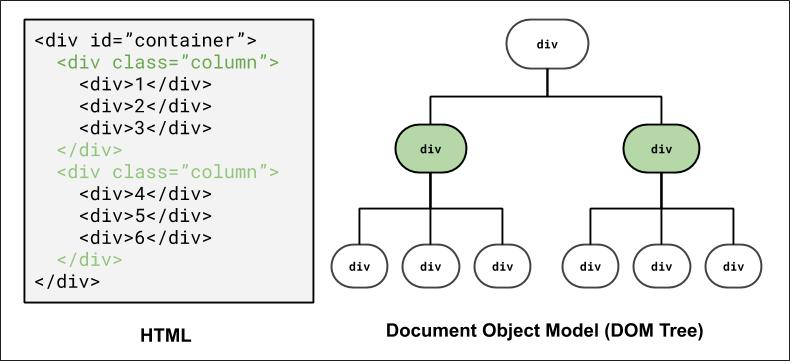 <div id=”container”>
<div class=”column”>
<div>1</div>
<div>2</div>
<div>3</div>
</div>
<div class=”column”>
<div>4</div>
<div>5</div>
<div>6</div>
</div>
</div>
HTML
div
div
div
div
div
div
div
div
div
Document Object Model (DOM Tree)